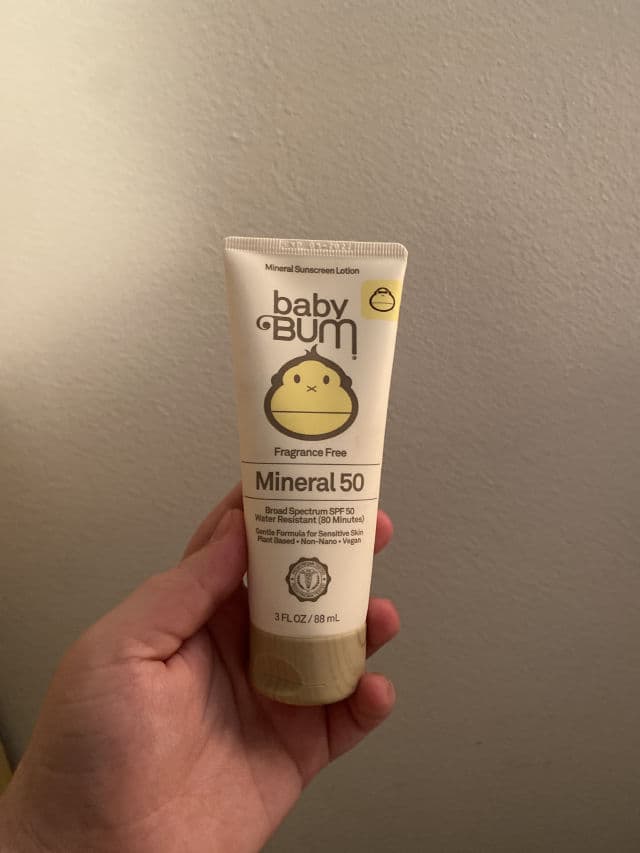 Mineral Sunscreen Lotion
baby
BUM
Fragrance Free
Mineral 50
Broad Spectrum SPF 50
Water Resistant (80 Minutes)
Gentle Formula for Sensitive Skin
Plant Based • Non-Nano • Vegan
3 FL OZ / 88 mL